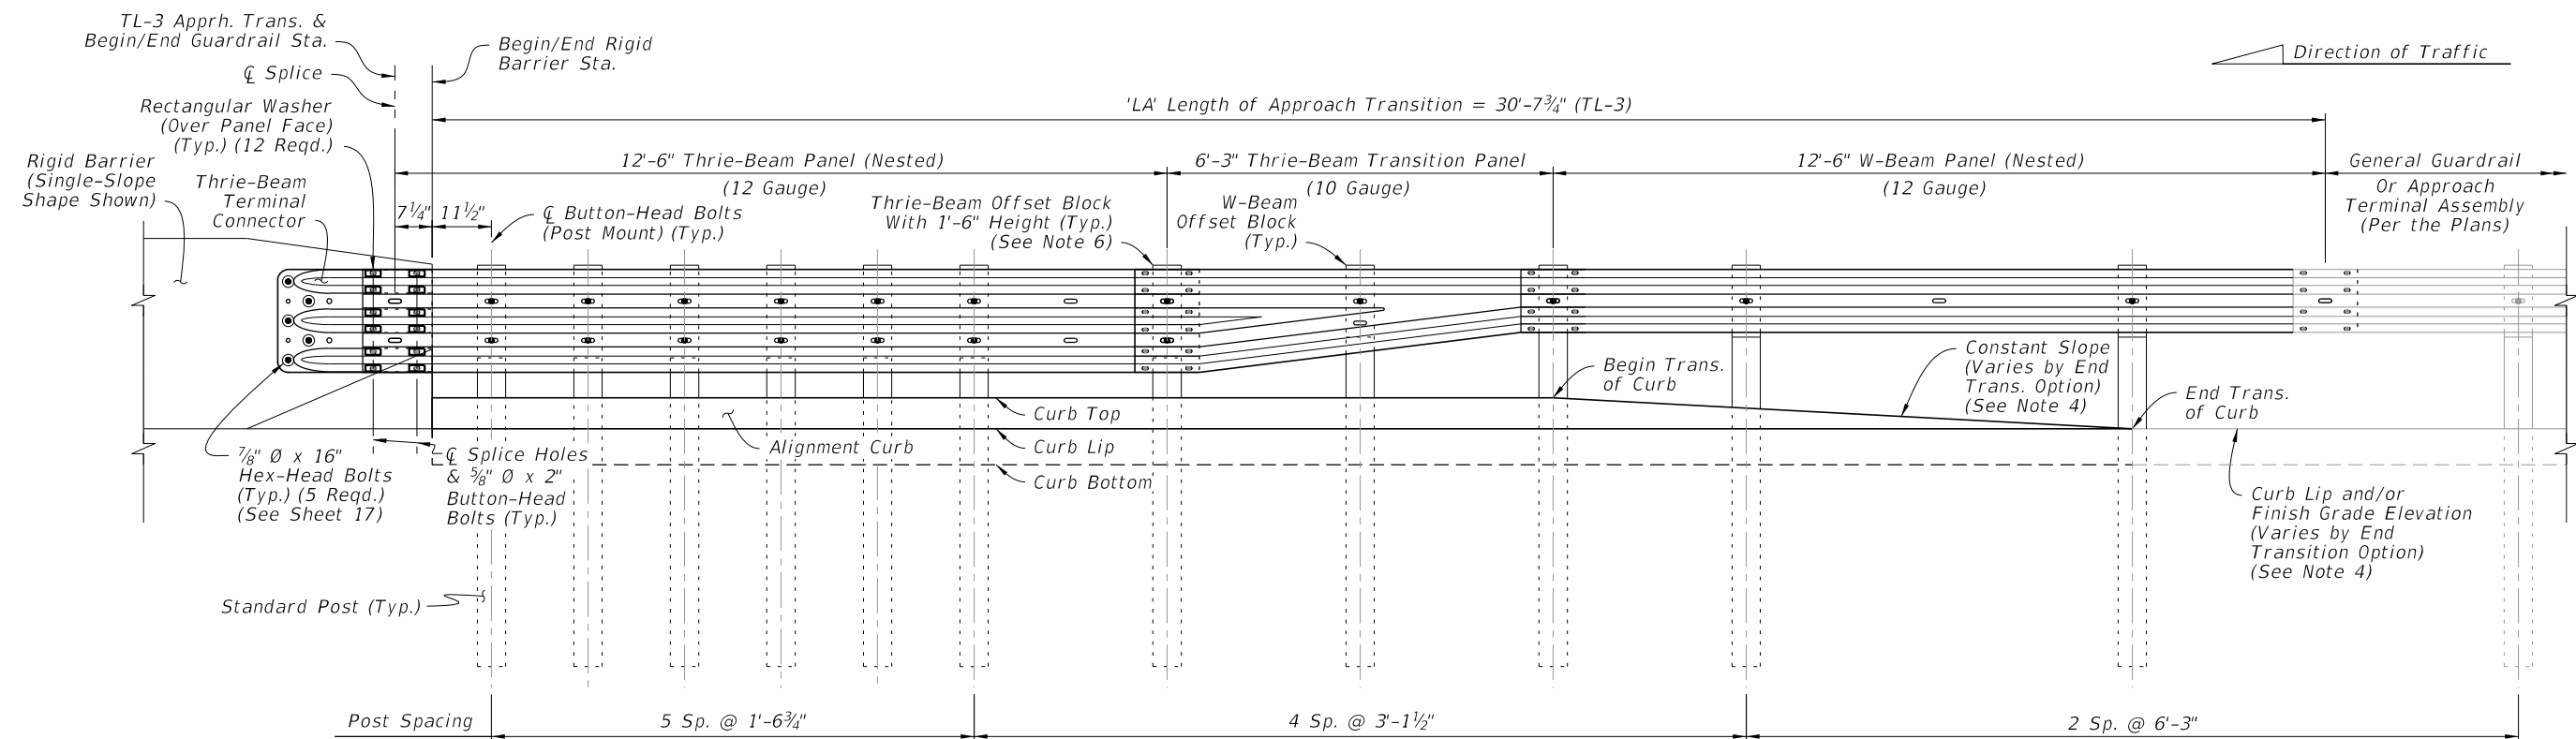 TL-3 Apprh. Trans. &
Begin/End Guardrail Sta.
℄ Splice
Begin/End Rigid
Barrier Sta.
Direction of Traffic
'LA' Length of Approach Transition = 30'-7¾" (TL-3)
Rectangular Washer
(Over Panel Face)
(Typ.) (12 Reqd.)
Rigid Barrier
(Single-Slope
Shape Shown)
Thrie-Beam
Terminal
Connector
12'-6" Thrie-Beam Panel (Nested)
(12 Gauge)
6'-3" Thrie-Beam Transition Panel
(10 Gauge)
12'-6" W-Beam Panel (Nested)
(12 Gauge)
General Guardrail
Or Approach
Terminal Assembly
(Per the Plans)
7¼"
11½"
℄ Button-Head Bolts
(Post Mount) (Typ.)
Thrie-Beam Offset Block
With 1'-6" Height (Typ.)
(See Note 6)
W-Beam
Offset Block
(Typ.)
Begin Trans.
of Curb
Constant Slope
(Varies by End
Trans. Option)
(See Note 4)
End Trans.
of Curb
Curb Top
Alignment Curb
Curb Lip
Curb Bottom
⅞" Ø x 16"
Hex-Head Bolts
(Typ.) (5 Reqd.)
(See Sheet 17)
℄ Splice Holes
& ⅝" Ø x 2"
Button-Head
Bolts (Typ.)
Curb Lip and/or
Finish Grade Elevation
(Varies by End
Transition Option)
(See Note 4)
Standard Post (Typ.)
Post Spacing
5 Sp. @ 1'-6¾"
4 Sp. @ 3'-1½"
2 Sp. @ 6'-3"